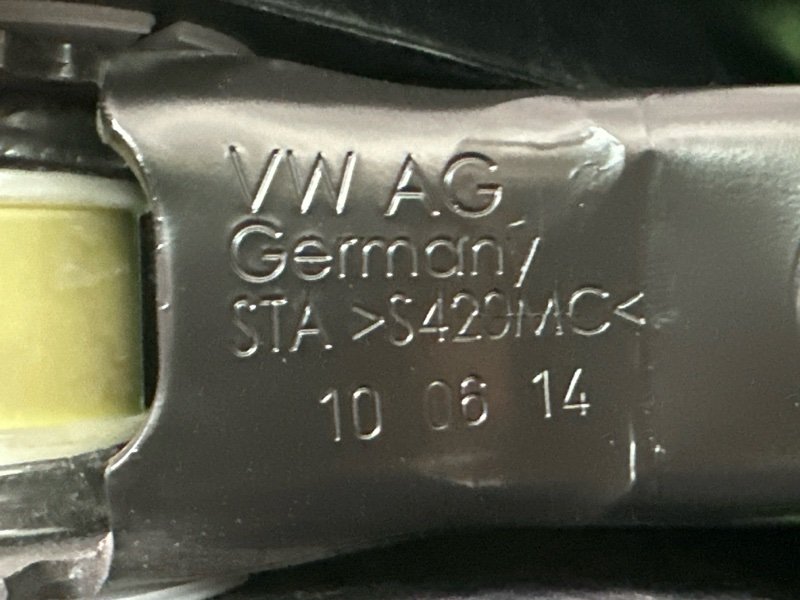 VW AG
Germany
STA >S420MC<
10 06 14